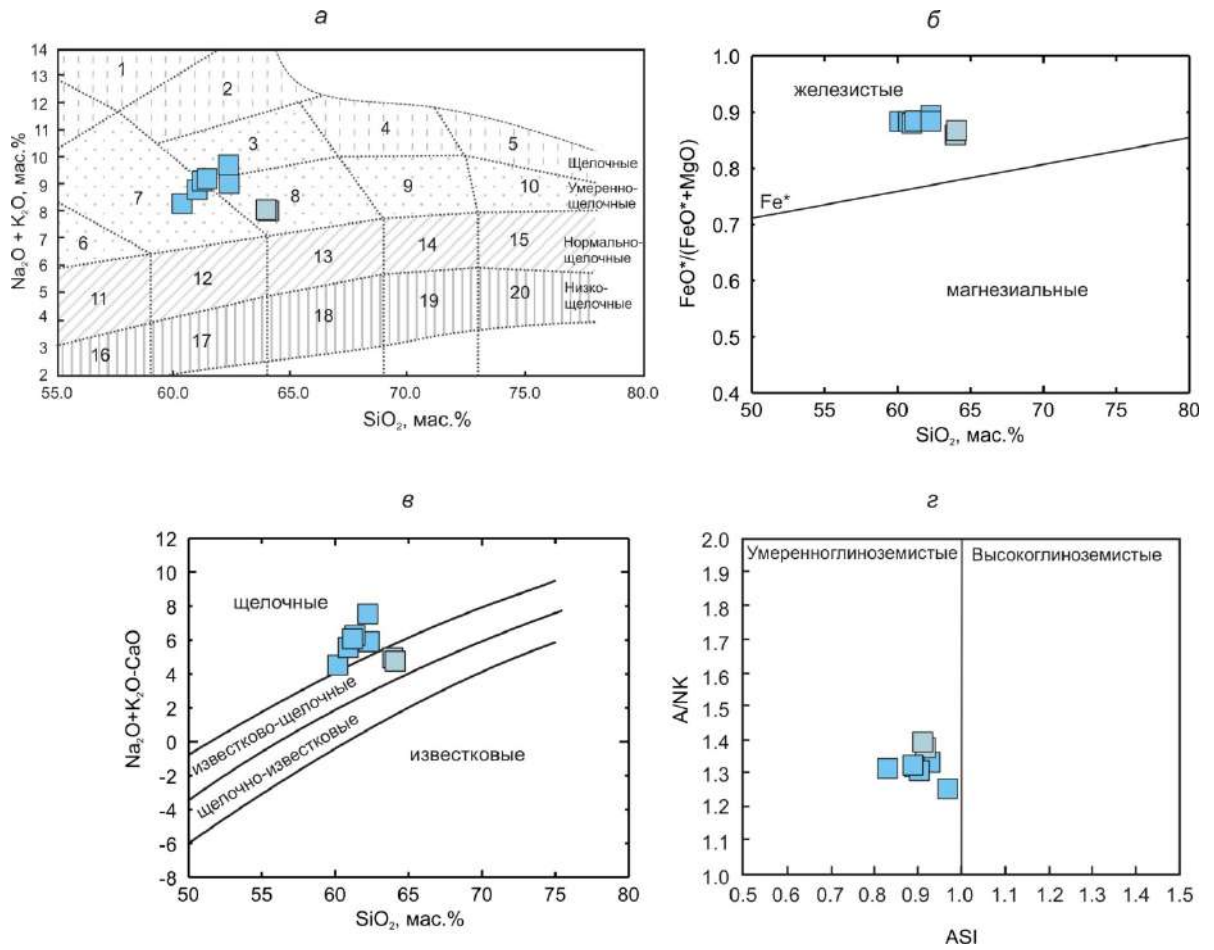 а
14
13
12
11
10
9
8
7
6
5
4
3
2
Na₂O + K₂O, мас.%
1
2
3
4
5
Щелочные
7
8
9
10
Умеренно-
щелочные
6
11
12
13
14
15
Нормально-
щелочные
16
17
18
19
20
Низко-
щелочные
55.0
60.0
65.0
70.0
75.0
80.0
SiO₂, мас.%
б
1.0
0.9
0.8
0.7
0.6
0.5
0.4
FeO*/(FeO*+MgO)
железистые
Fe*
магнезиальные
50 55 60 65 70 75 80
SiO₂, мас.%
в
12
10
8
6
4
2
0
-2
-4
-6
-8
Na₂O+K₂O-CaO
щелочные
известково-щелочные
щелочно-известковые
известковые
50 55 60 65 70 75 80
SiO₂, мас.%
г
2.0
1.9
1.8
1.7
1.6
1.5
1.4
1.3
1.2
1.1
1.0
A/NK
Умеренноглиноземистые
Высокоглиноземистые
0.5 0.6 0.7 0.8 0.9 1.0 1.1 1.2 1.3 1.4 1.5
ASI